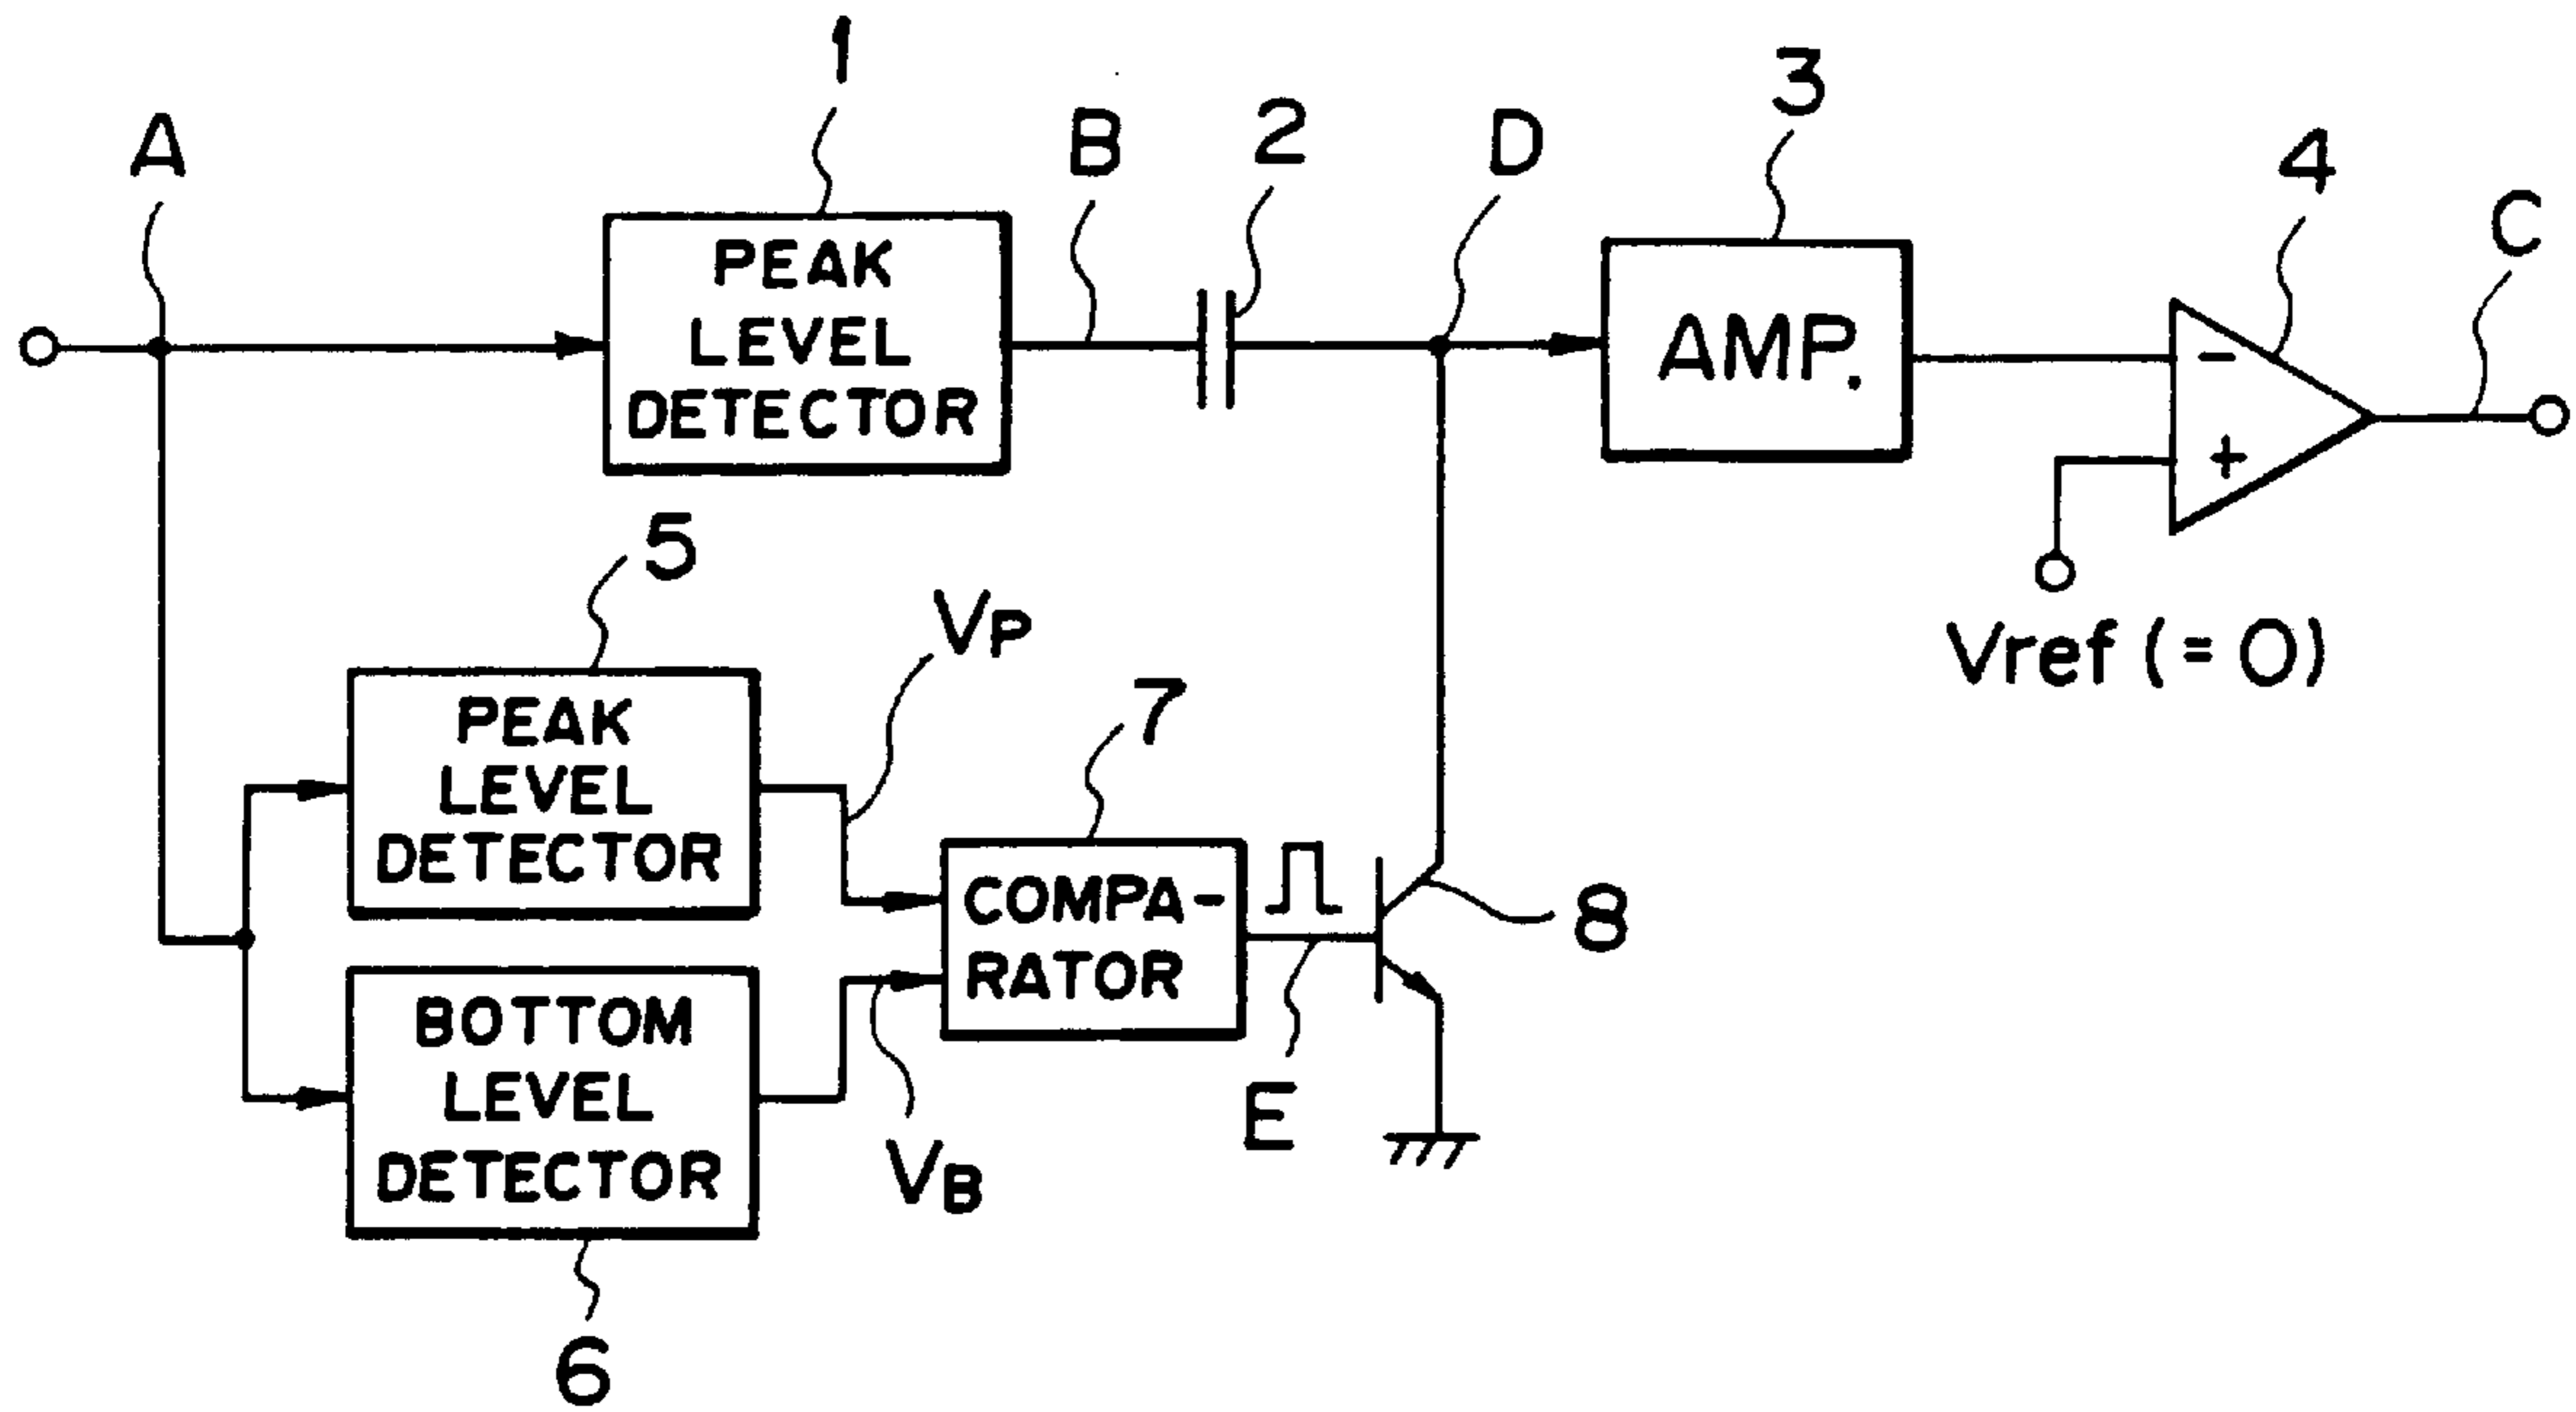 1
A
B
2
D
3
4
C
PEAK
LEVEL
DETECTOR
AMP.
-
+
Vref (= 0)
5
VP
7
PEAK
LEVEL
DETECTOR
COMPA-
RATOR
8
BOTTOM
LEVEL
DETECTOR
VB
E
6